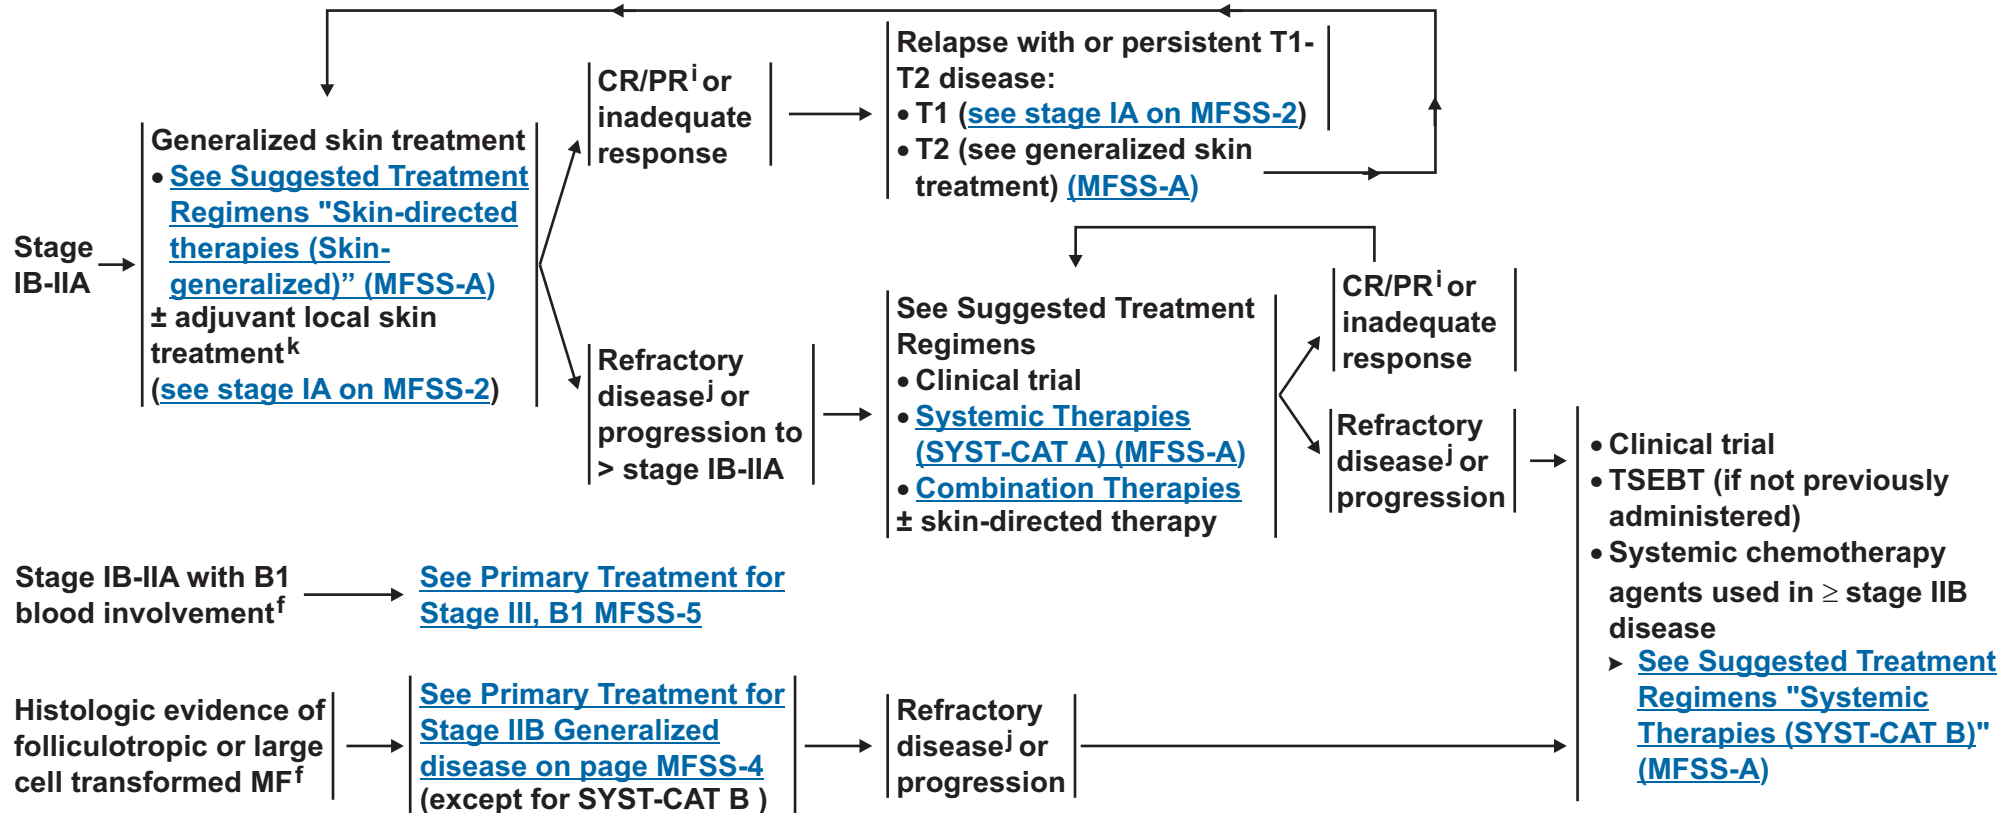 Stage
IB-IIA
Generalized skin treatment
• See Suggested Treatment
Regimens "Skin-directed
therapies (Skin-
generalized)” (MFSS-A)
± adjuvant local skin
treatmentᵏ
(see stage IA on MFSS-2)
CR/PRⁱ or
inadequate
response
Relapse with or persistent T1-
T2 disease:
• T1 (see stage IA on MFSS-2)
• T2 (see generalized skin
treatment) (MFSS-A)
Refractory
diseaseʲ or
progression to
> stage IB-IIA
See Suggested Treatment
Regimens
• Clinical trial
• Systemic Therapies
(SYST-CAT A) (MFSS-A)
• Combination Therapies
± skin-directed therapy
CR/PRⁱ or
inadequate
response
Refractory
diseaseʲ or
progression
• Clinical trial
• TSEBT (if not previously
administered)
• Systemic chemotherapy
agents used in ≥ stage IIB
disease
➤ See Suggested Treatment
Regimens "Systemic
Therapies (SYST-CAT B)"
(MFSS-A)
Stage IB-IIA with B1
blood involvementᶠ
See Primary Treatment for
Stage III, B1 MFSS-5
Histologic evidence of
folliculotropic or large
cell transformed MFᶠ
See Primary Treatment for
Stage IIB Generalized
disease on page MFSS-4
(except for SYST-CAT B )
Refractory
diseaseʲ or
progression